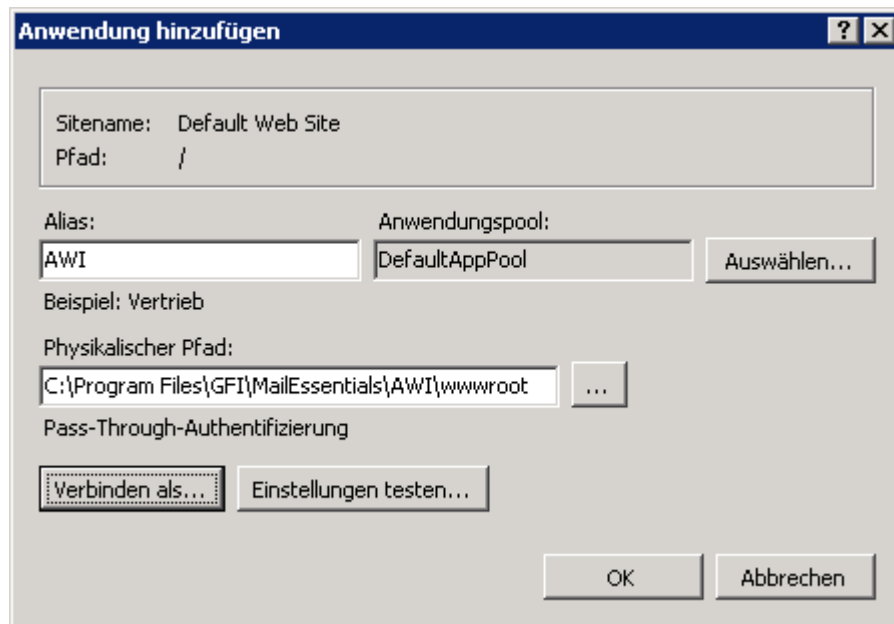 Anwendung hinzufügen
Sitename: Default Web Site
Pfad: /
Alias: Anwendungspool:
AWI DefaultAppPool Auswählen...
Beispiel: Vertrieb
Physikalischer Pfad:
C:\Program Files\GFI\MailEssentials\AWI\wwwroot ...
Pass-Through-Authentifizierung
Verbinden als... Einstellungen testen...
OK Abbrechen